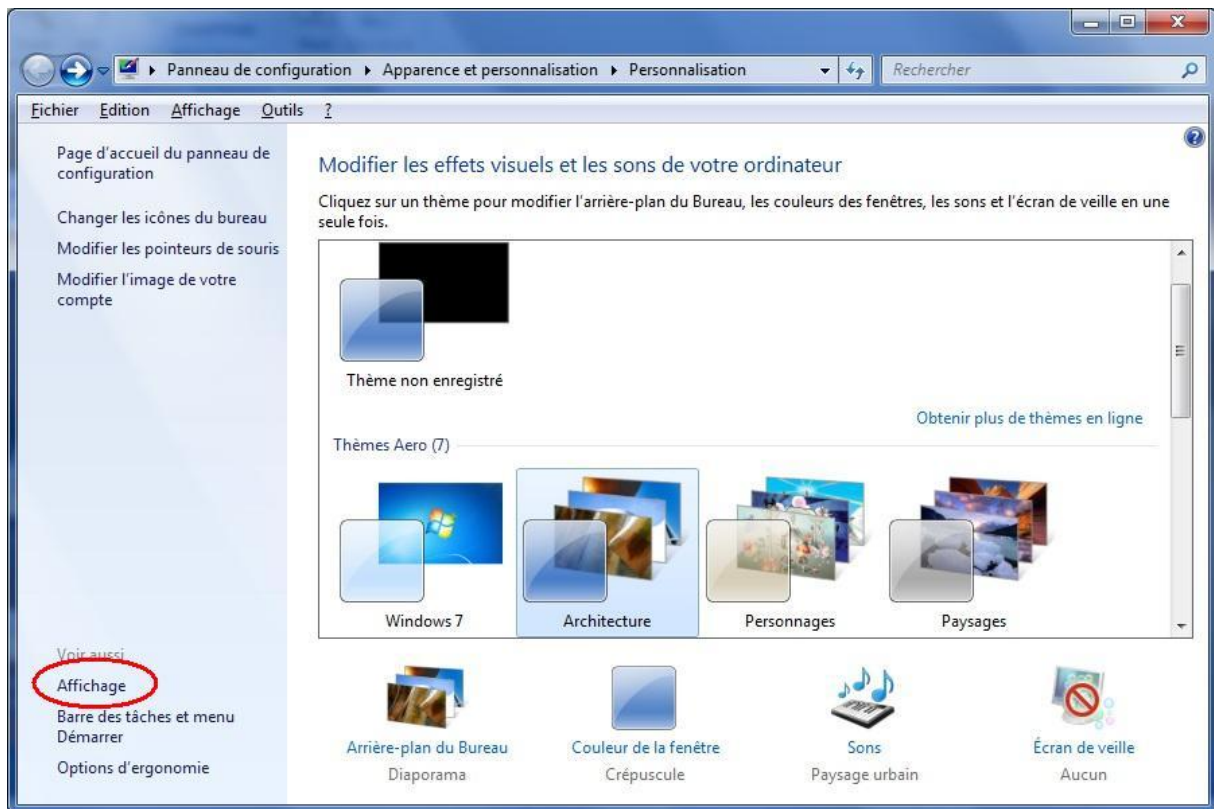 Panneau de configuration ▸ Apparence et personnalisation ▸ Personnalisation
Rechercher
Fichier Edition Affichage Outils ?
Page d'accueil du panneau de
configuration
Changer les icônes du bureau
Modifier les pointeurs de souris
Modifier l'image de votre
compte
Modifier les effets visuels et les sons de votre ordinateur
Cliquez sur un thème pour modifier l'arrière-plan du Bureau, les couleurs des fenêtres, les sons et l'écran de veille en une
seule fois.
Thème non enregistré
Obtenir plus de thèmes en ligne
Thèmes Aero (7)
Windows 7
Architecture
Personnages
Paysages
Voir aussi
Affichage
Barre des tâches et menu
Démarrer
Options d'ergonomie
Arrière-plan du Bureau
Diaporama
Couleur de la fenêtre
Crépuscule
Sons
Paysage urbain
Écran de veille
Aucun